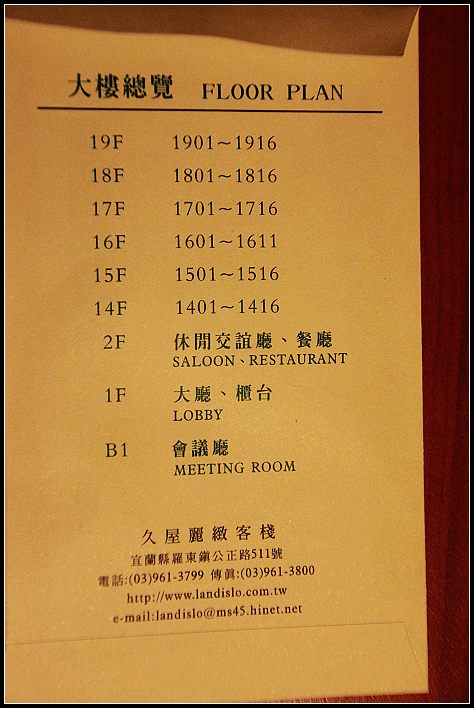 大樓總覽 FLOOR PLAN
19F 1901~1916
18F 1801~1816
17F 1701~1716
16F 1601~1611
15F 1501~1516
14F 1401~1416
2F 休閒交誼廳、餐廳
SALOON、RESTAURANT
1F 大廳、櫃台
LOBBY
B1 會議廳
MEETING ROOM
久屋麗緻客棧
宜蘭縣羅東鎮公正路511號
電話:(03)961-3799 傳眞:(03)961-3800
http://www.landislo.com.tw
e-mail:landislo@ms45.hinet.net